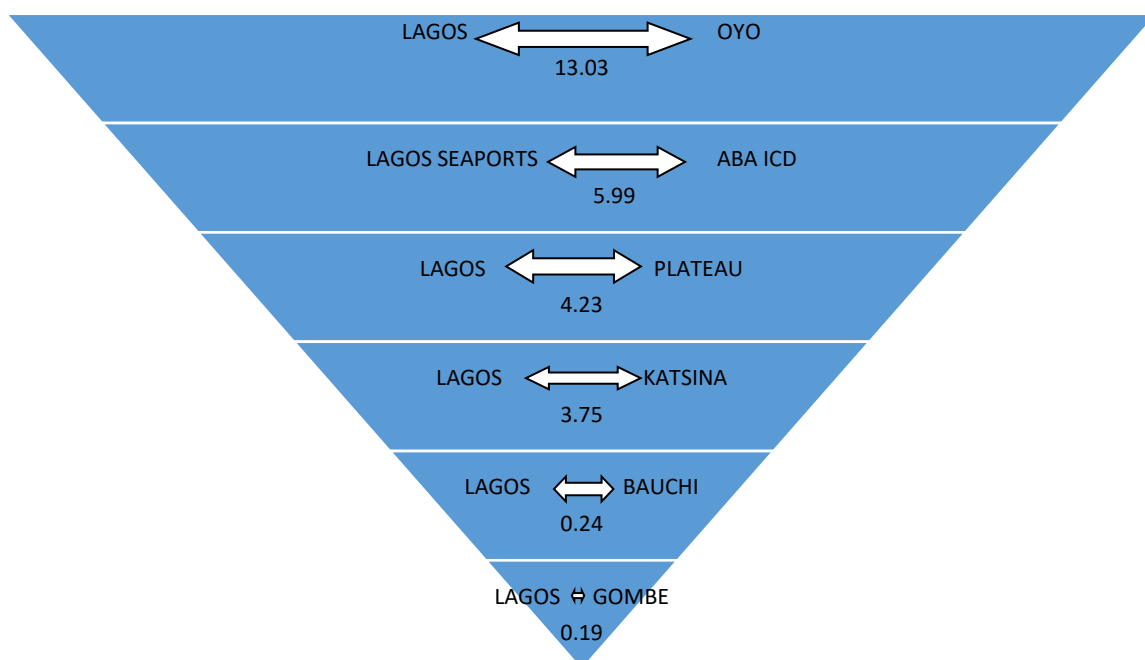 LAGOS OYO
13.03
LAGOS SEAPORTS ABA ICD
5.99
LAGOS PLATEAU
4.23
LAGOS KATSINA
3.75
LAGOS BAUCHI
0.24
LAGOS GOMBE
0.19